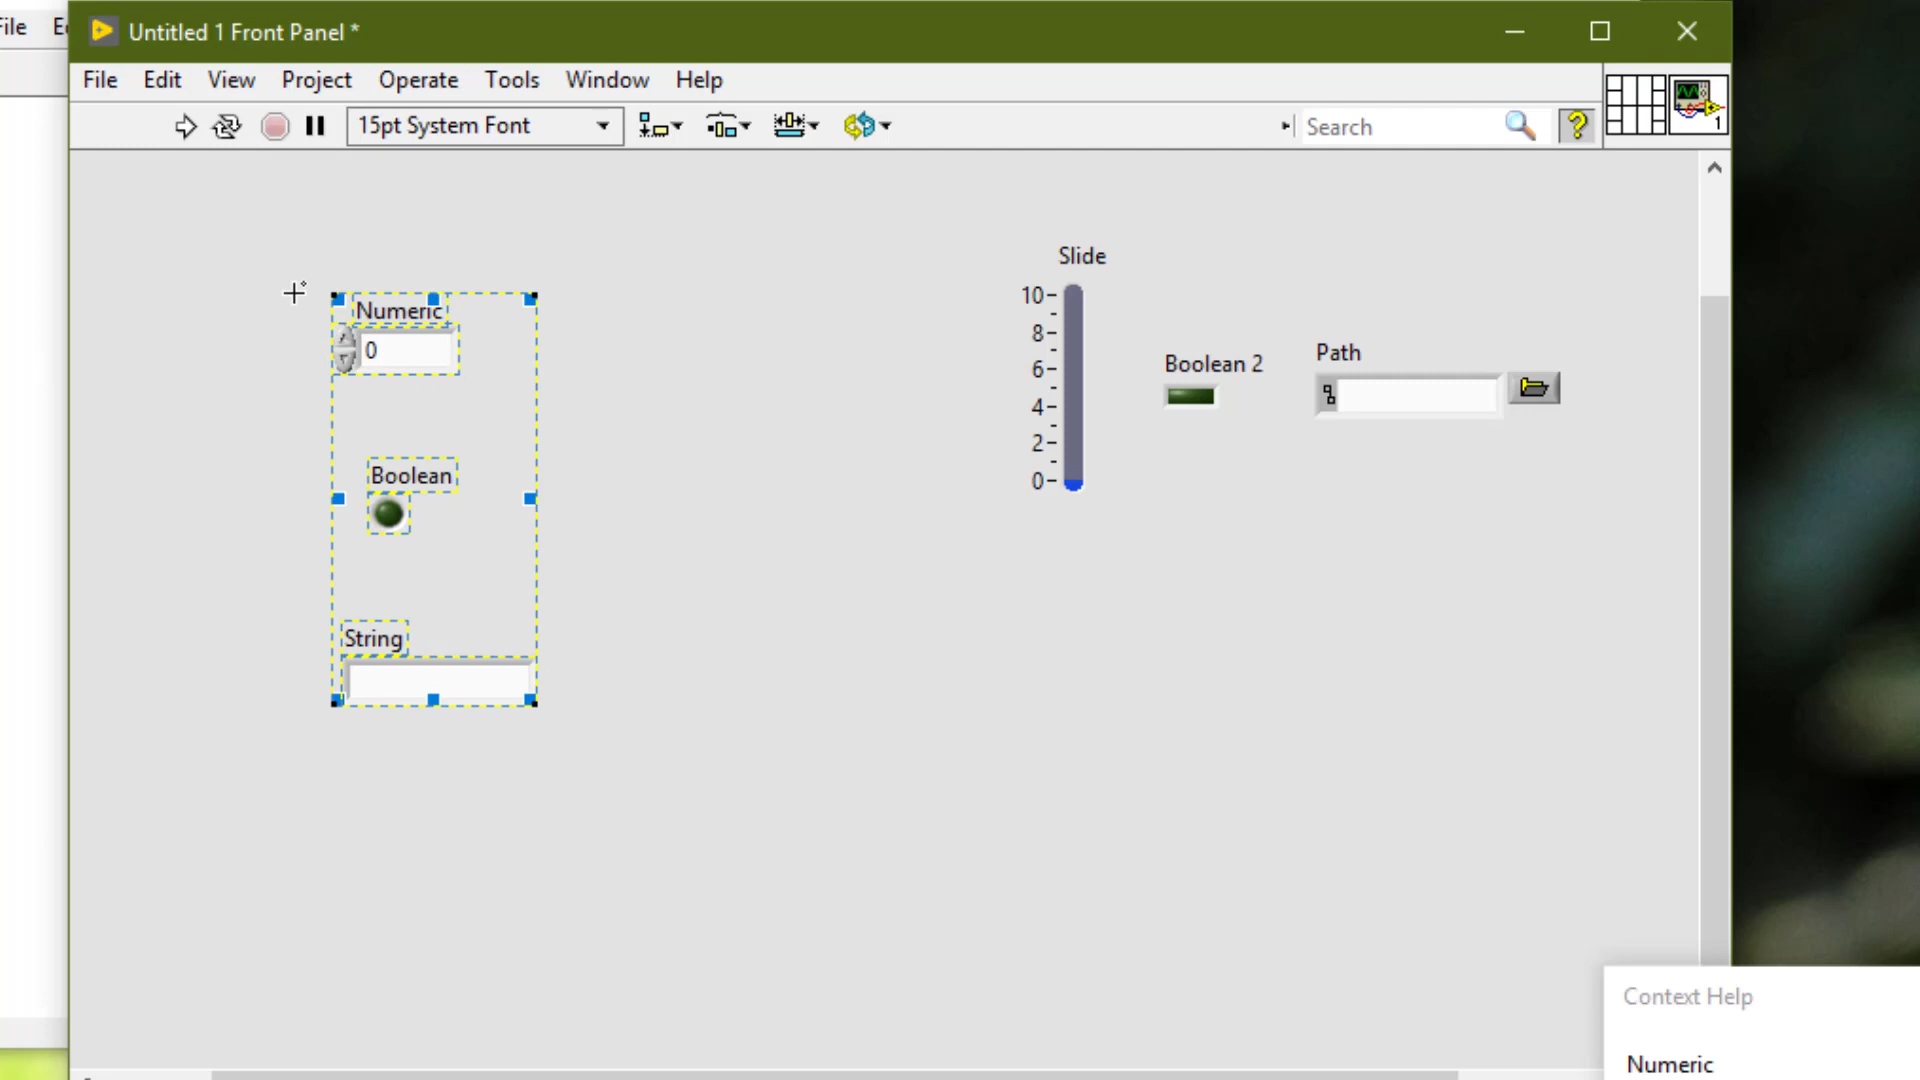 File
Untitled 1 Front Panel *
File Edit View Project Operate Tools Window Help
15pt System Font
Search
?
1
Slide
10
8
6
4
2
0
Numeric
0
Boolean 2
Path
Boolean
String
Context Help
Numeric